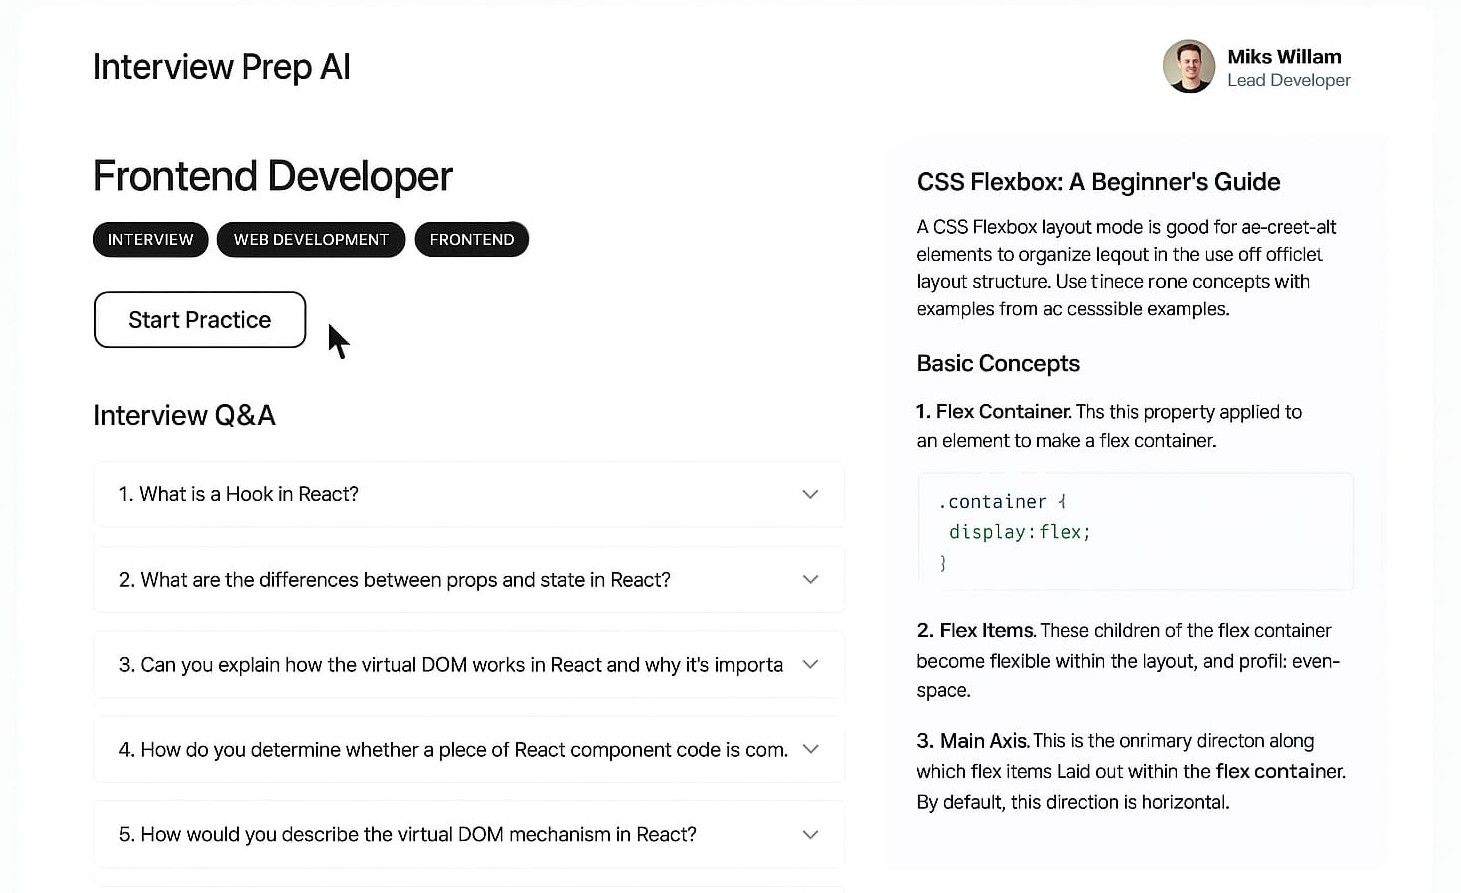 Interview Prep AI
Miks Willam
Lead Developer
Frontend Developer
INTERVIEW
WEB DEVELOPMENT
FRONTEND
Start Practice
Interview Q&A
1. What is a Hook in React?
2. What are the differences between props and state in React?
3. Can you explain how the virtual DOM works in React and why it's importa
4. How do you determine whether a plece of React component code is com.
5. How would you describe the virtual DOM mechanism in React?
CSS Flexbox: A Beginner's Guide
A CSS Flexbox layout mode is good for ae-creet-alt
elements to organize leqout in the use off officlet
layout structure. Use tinece rone concepts with
examples from ac cesssible examples.
Basic Concepts
1. Flex Container. Ths this property applied to
an element to make a flex container.
.container {
display:flex;
}
2. Flex Items. These children of the flex container
become flexible within the layout, and profil: even-
space.
3. Main Axis. This is the onrimary directon along
which flex items Laid out within the flex container.
By default, this direction is horizontal.